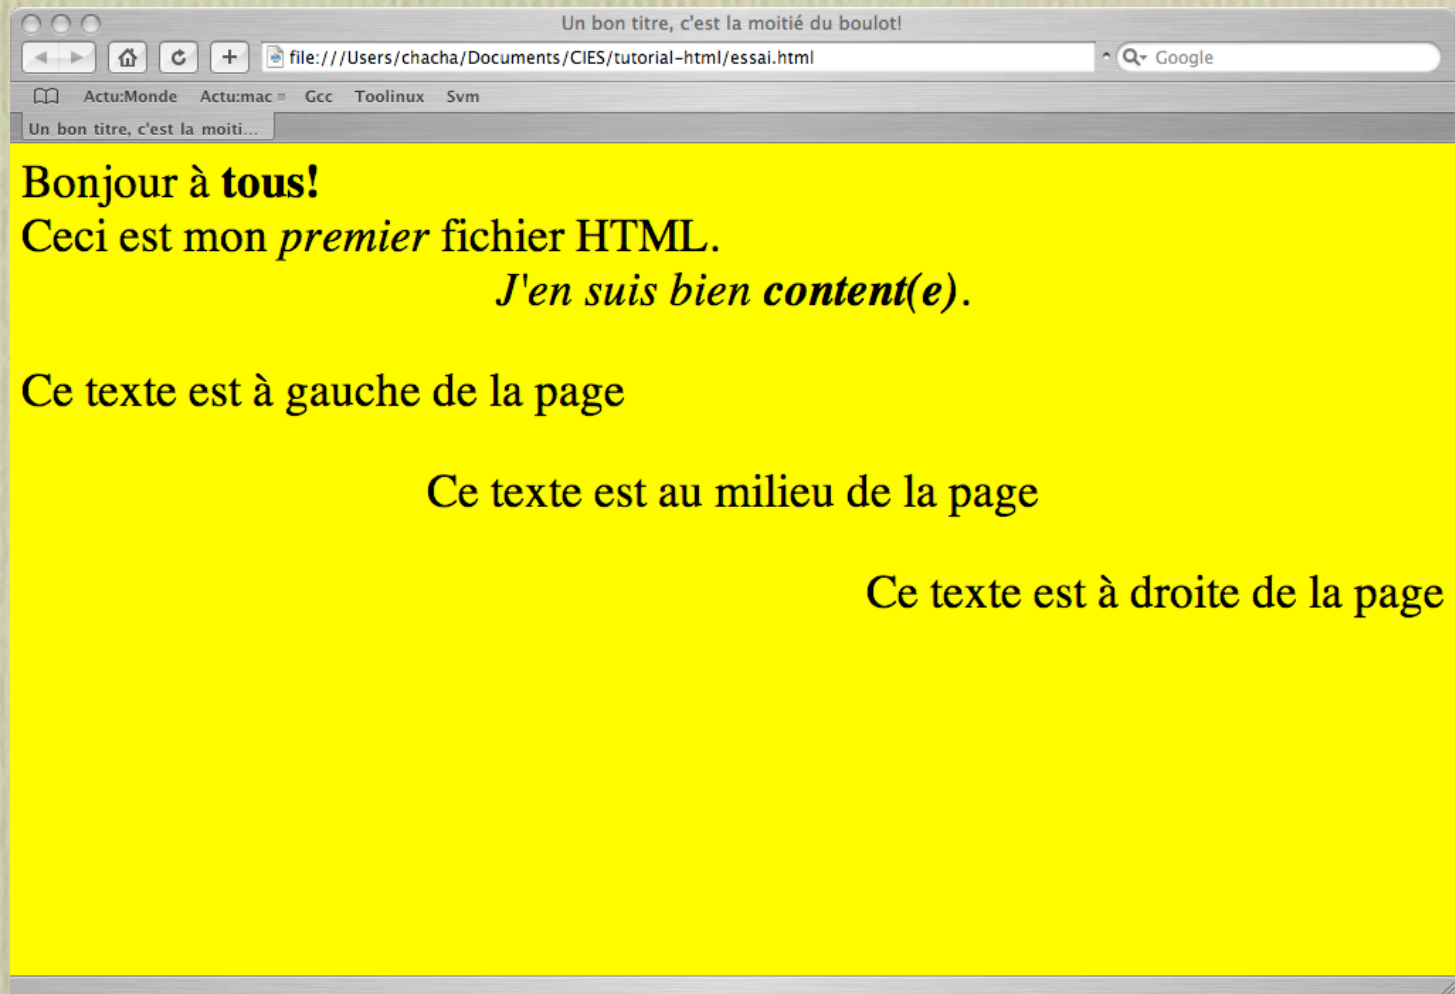 Un bon titre, c'est la moitié du boulot!
file:///Users/chacha/Documents/CIES/tutorial-html/essai.html
Google
Actu:Monde Actu:mac Gcc Toolinux Svm
Un bon titre, c'est la moiti...
Bonjour à tous!
Ceci est mon premier fichier HTML.
J'en suis bien content(e).
Ce texte est à gauche de la page
Ce texte est au milieu de la page
Ce texte est à droite de la page